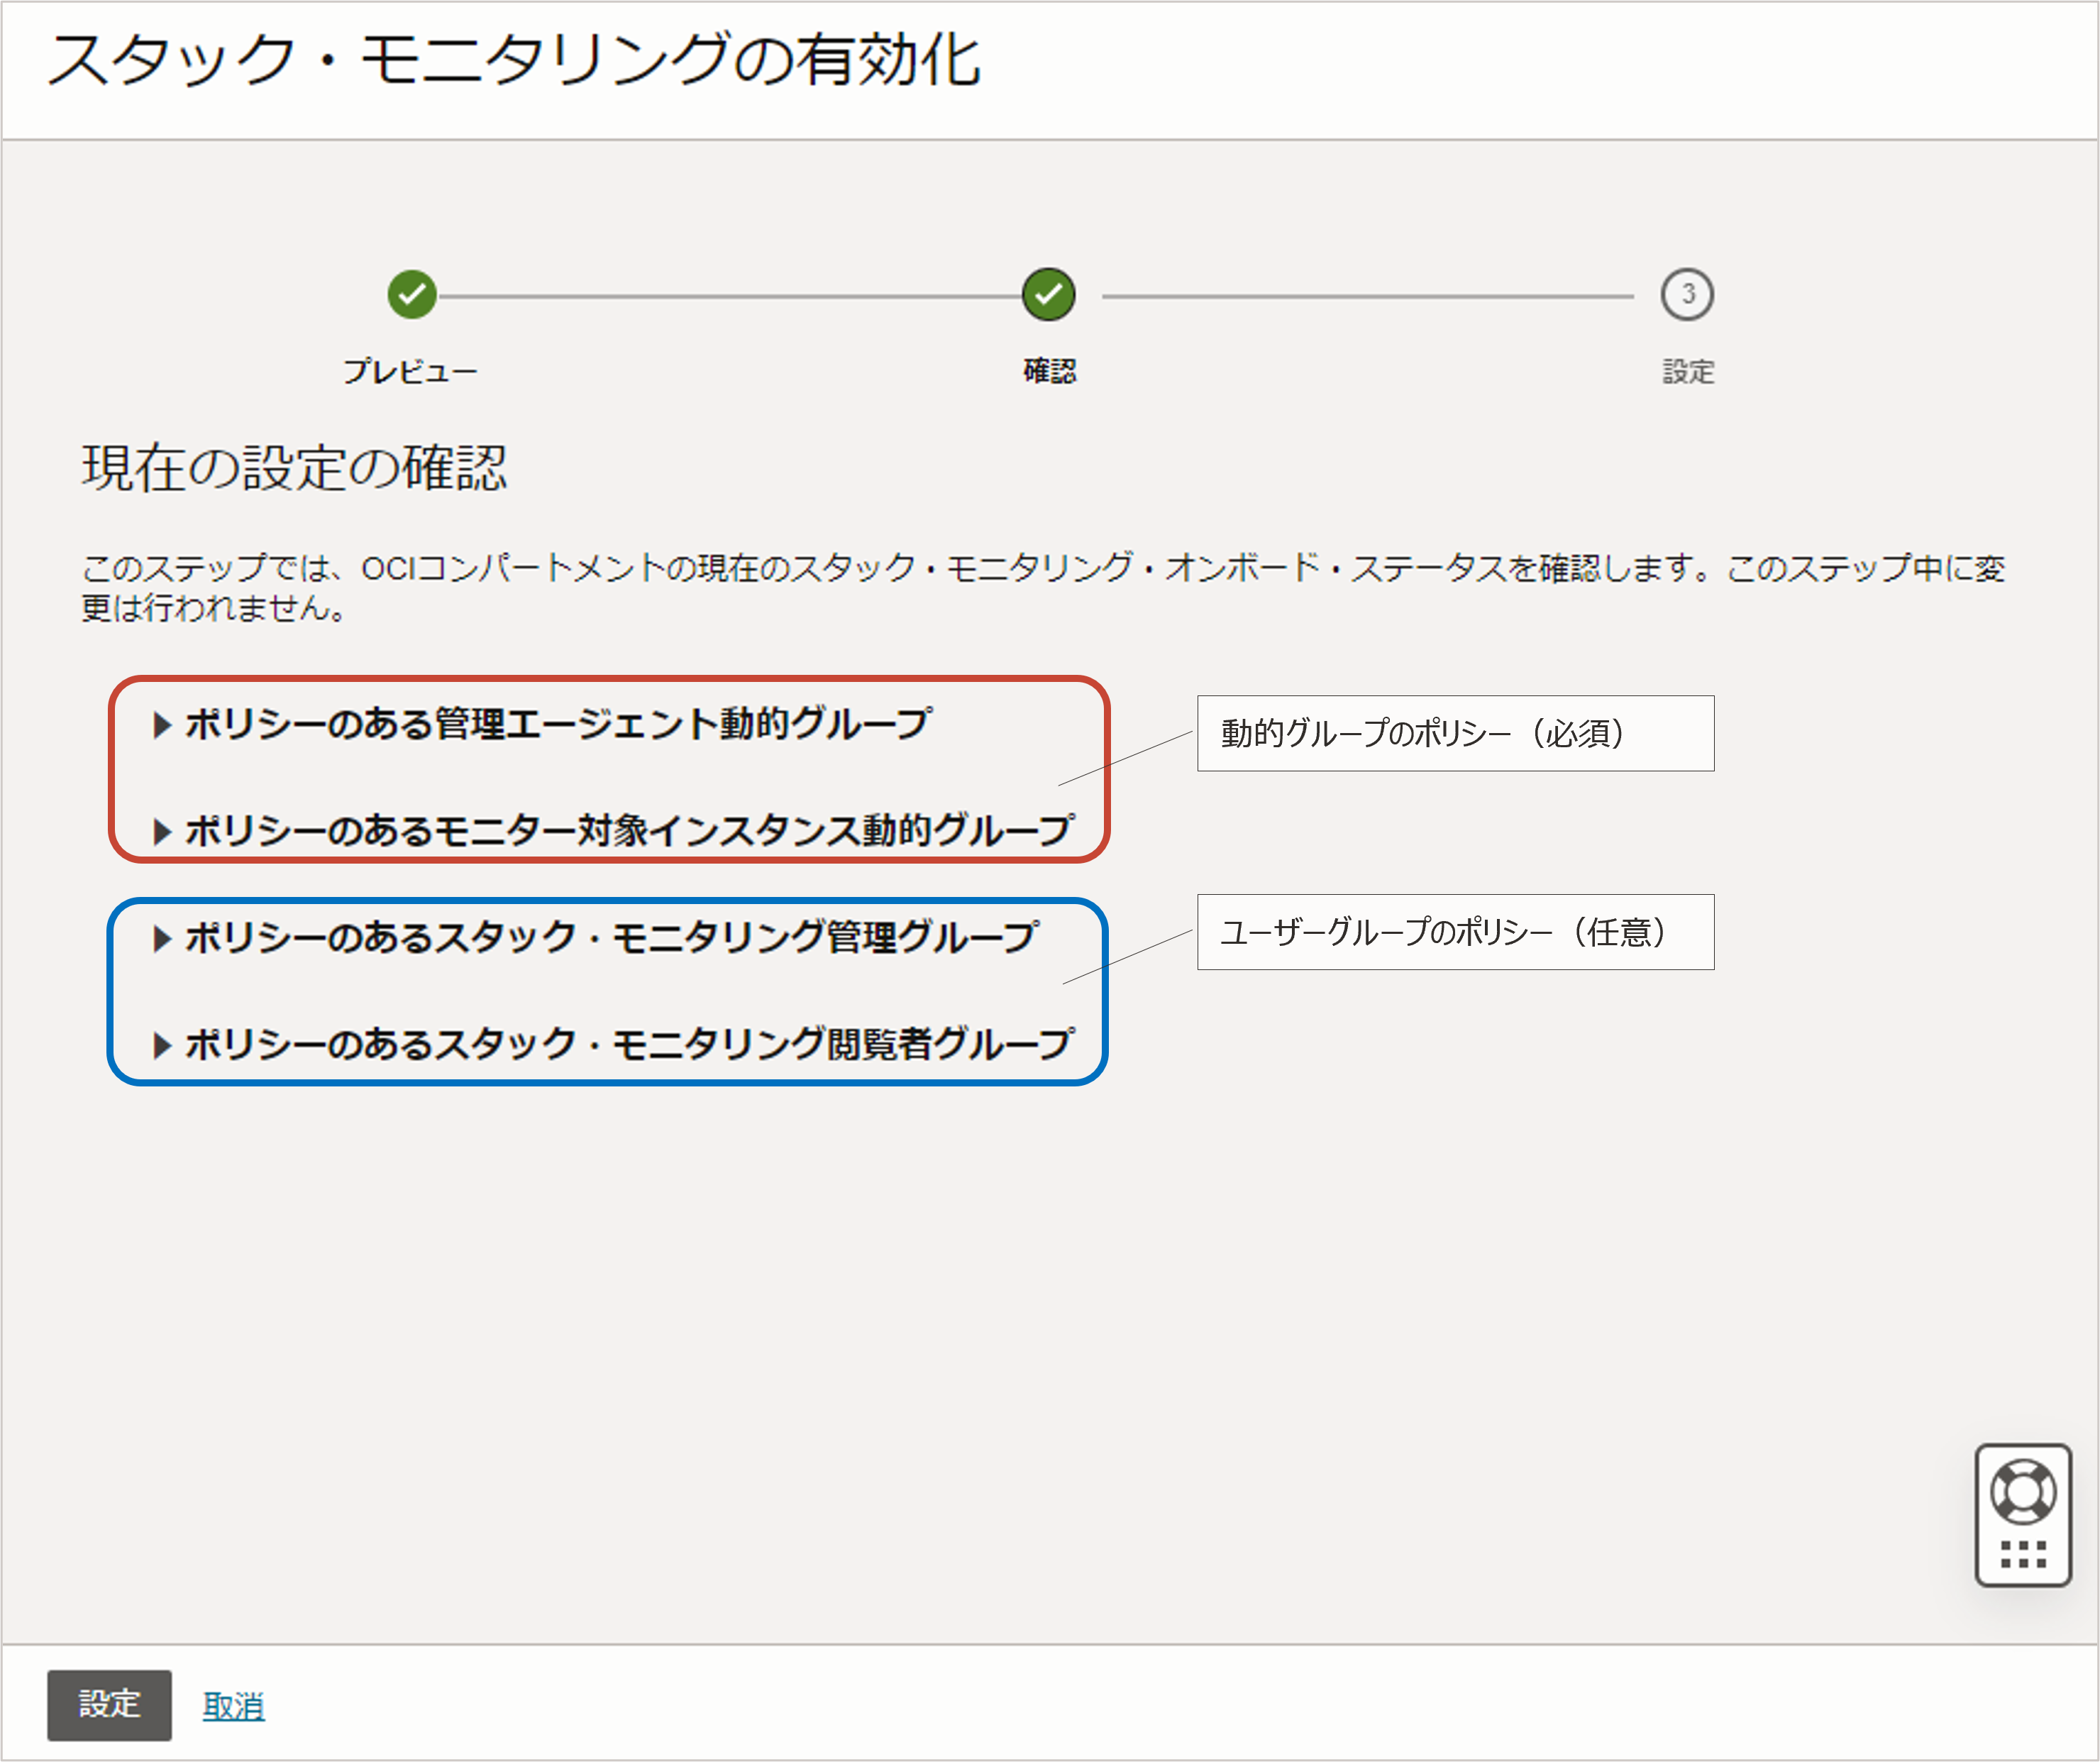 スタック・モニタリングの有効化
プレビュー
確認
3
設定
現在の設定の確認
このステップでは、OCIコンパートメントの現在のスタック・モニタリング・オンボード・ステータスを確認します。このステップ中に変
更は行われません。
ポリシーのある管理エージェント動的グループ
動的グループのポリシー（必須）
ポリシーのあるモニター対象インスタンス動的グループ
ポリシーのあるスタック・モニタリング管理グループ
ユーザーグループのポリシー（任意）
ポリシーのあるスタック・モニタリング閲覧者グループ
設定
取消